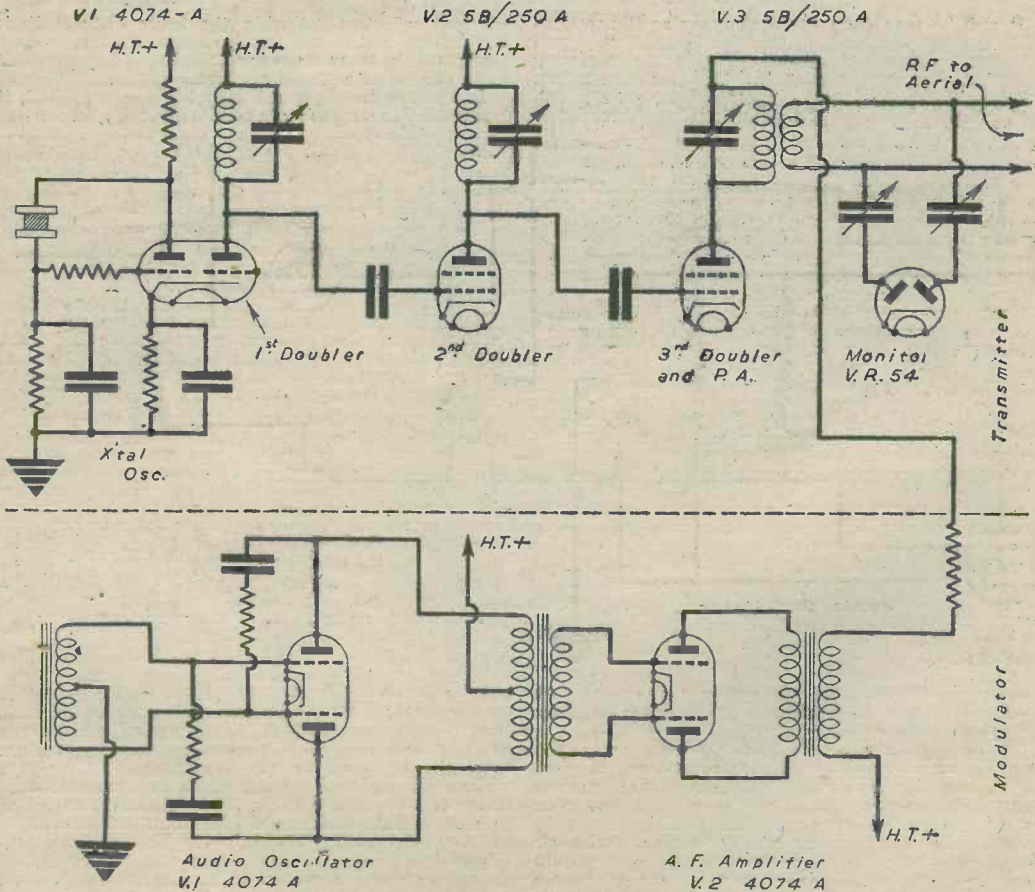 V.1 4074-A
V.2 5B/250 A
V.3 5B/250 A
H.T.+
H.T.+
H.T.+
RF to
Aerial
1st Doubler
2nd Doubler
3rd Doubler
and P.A.
Monitor
V.R. 54
X'tal
Osc.
Transmitter
H.T.+
Modulator
H.T.+
Audio Oscillator
V.1 4074 A
A.F. Amplifier
V.2 4074 A